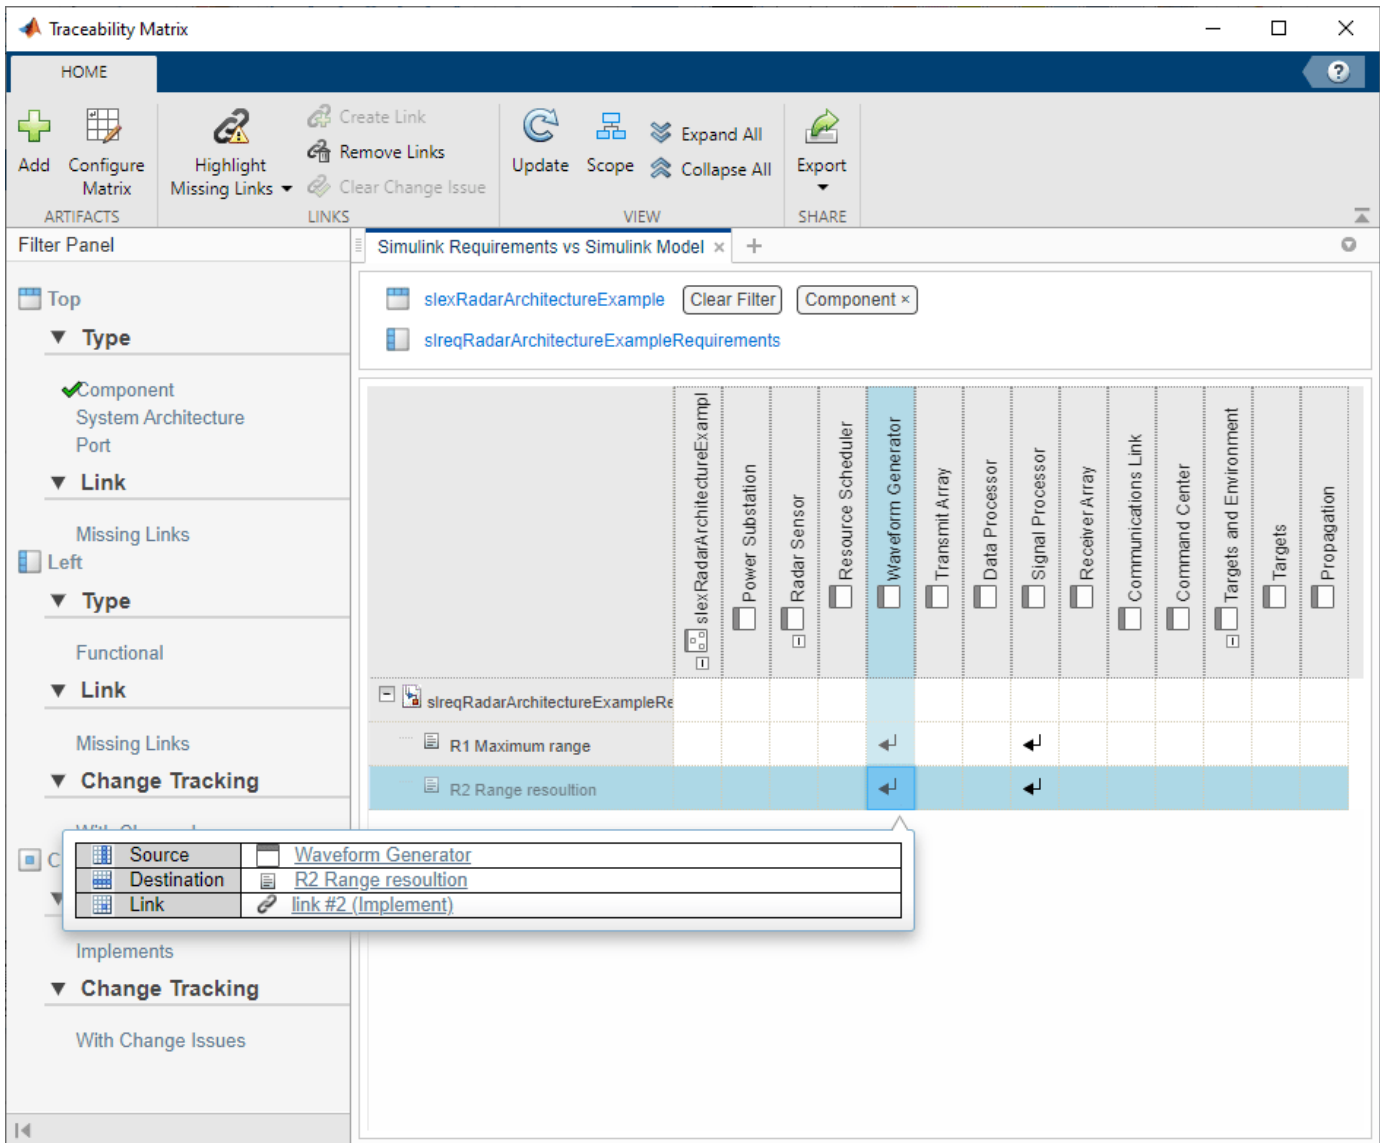 Traceability Matrix
HOME
Add
Configure
Matrix
Highlight
Missing Links
Create Link
Remove Links
Clear Change Issue
Update
Scope
Expand All
Collapse All
Export
ARTIFACTS
LINKS
VIEW
SHARE
Filter Panel
Top
Type
Component
System Architecture
Port
Link
Missing Links
Left
Type
Functional
Link
Missing Links
Change Tracking
C
Implements
Change Tracking
With Change Issues
Simulink Requirements vs Simulink Model ×
slexRadarArchitectureExample Clear Filter Component ×
slreqRadarArchitectureExampleRequirements
slexRadarArchitectureExampl
Power Substation
Radar Sensor
Resource Scheduler
Waveform Generator
Transmit Array
Data Processor
Signal Processor
Receiver Array
Communications Link
Command Center
Targets and Environment
Targets
Propagation
slreqRadarArchitectureExampleRe
R1 Maximum range
R2 Range resoultion
Source Waveform Generator
Destination R2 Range resoultion
Link link #2 (Implement)